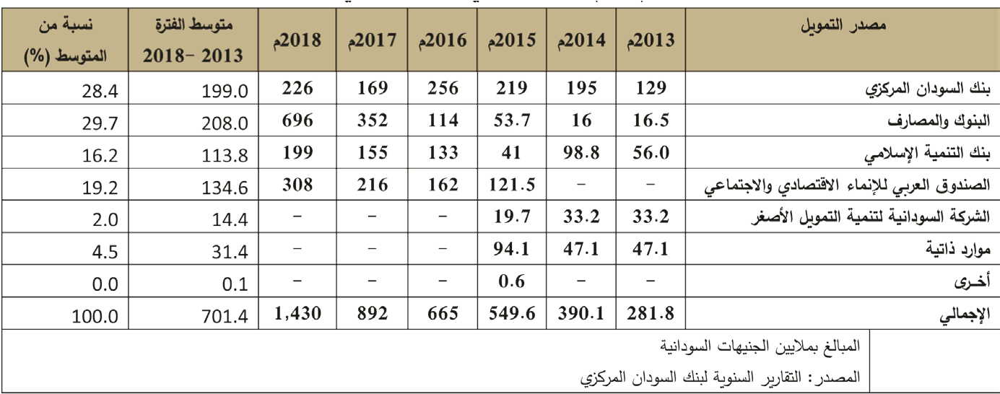 مصدر التمويل 2013م 2014م 2015م 2016م 2017م 2018م متوسط الفترة 2013 -2018 نسبة من المتوسط (%)
بنك السودان المركزي 129 195 219 256 169 226 199.0 28.4
البنوك والمصارف 16.5 16 53.7 114 352 696 208.0 29.7
بنك التنمية الإسلامي 56.0 98.8 41 133 155 199 113.8 16.2
الصندوق العربي للإنماء الاقتصادي والاجتماعي - - 121.5 162 216 308 134.6 19.2
الشركة السودانية لتنمية التمويل الأصغر 33.2 33.2 19.7 - - - 14.4 2.0
موارد ذاتية 47.1 47.1 94.1 - - - 31.4 4.5
أخــرى - - 0.6 - - - 0.1 0.0
الإجمالي 281.8 390.1 549.6 665 892 1,430 701.4 100.0
المبالغ بملايين الجنيهات السودانية
المصدر: التقارير السنوية لبنك السودان المركزي